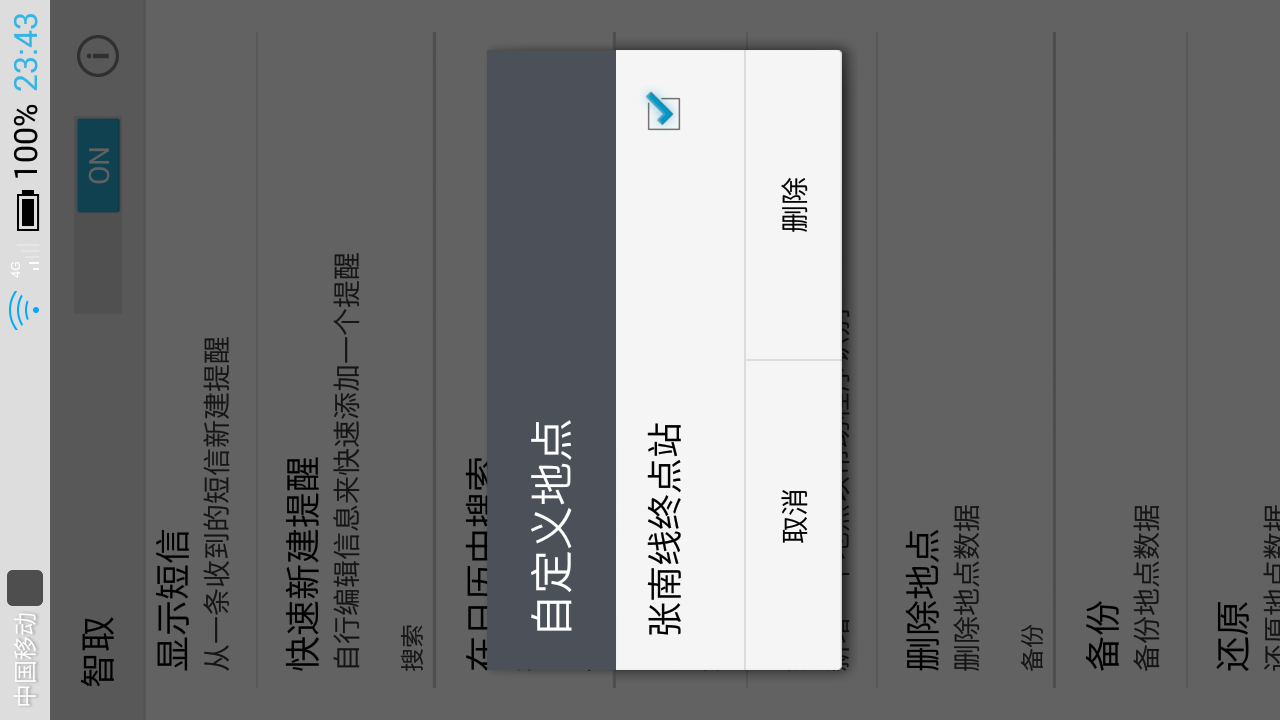 中国移动 4G 100% 23:43
智取 ON
显示短信
从一条收到的短信新建提醒
快速新建提醒
自行编辑信息来快速添加一个提醒
搜索
在日历中搜索
自定义地点
张南线终点站
取消 删除
删除地点
删除地点数据
备份
备份
备份地点数据
还原
还原地点数据